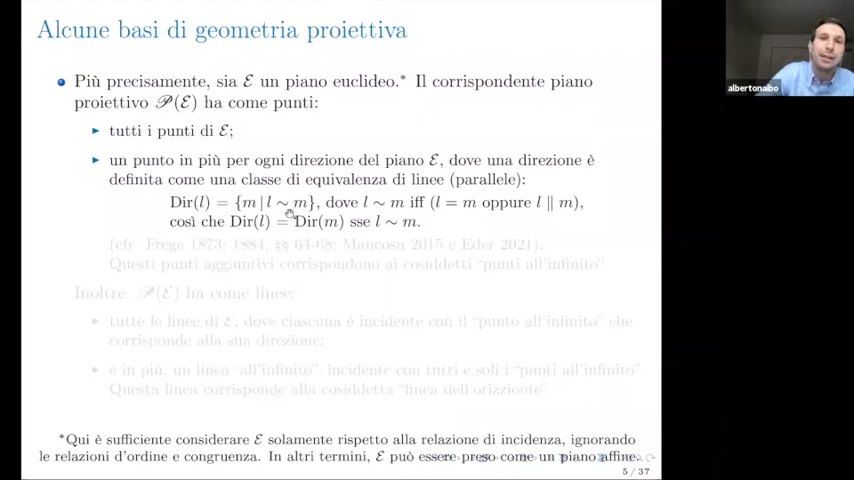 Alcune basi di geometria proiettiva
Più precisamente, sia ℰ un piano euclideo.* Il corrispondente piano
proiettivo 𝒫(ℰ) ha come punti:
tutti i punti di ℰ;
un punto in più per ogni direzione del piano ℰ, dove una direzione è
definita come una classe di equivalenza di linee (parallele):
Dir(l) = {m | l ∼ m}, dove l ∼ m iff (l = m oppure l ∥ m),
così che Dir(l) = Dir(m) sse l ∼ m.
(cfr Frege 1873; 1884, §§ 64-68; Mancosu 2015 e Eder 2021).
Questi punti aggiuntivi corrispondono ai cosiddetti “punti all'infinito”
Inoltre 𝒫(ℰ) ha come linee:
tutte le linee di ℰ, dove ciascuna è incidente con il “punto all'infinito” che
corrisponde alla sua direzione;
e in più, un linea “all'infinito”, incidente con tutti e soli i “punti all'infinito”.
Questa linea corrisponde alla cosiddetta “linea dell'orizzonte”
*Qui è sufficiente considerare ℰ solamente rispetto alla relazione di incidenza, ignorando
le relazioni d'ordine e congruenza. In altri termini, ℰ può essere preso come un piano affine.
5 / 37
albertonaibo